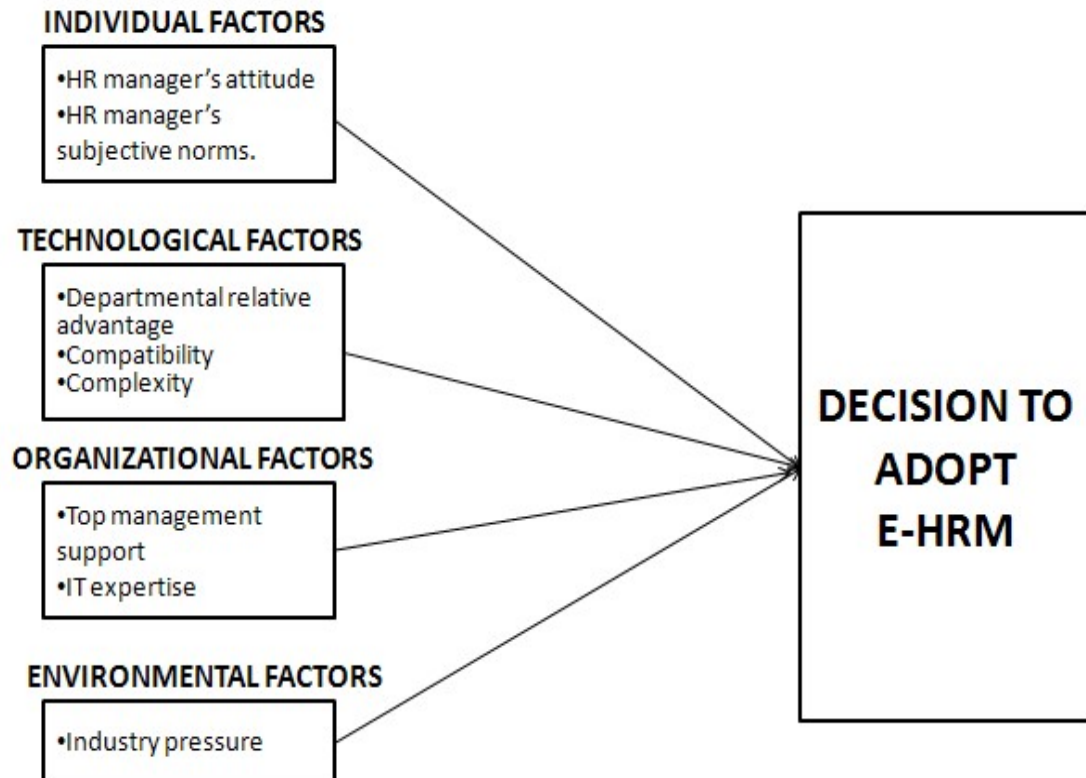 INDIVIDUAL FACTORS
•HR manager's attitude
•HR manager's
subjective norms.
TECHNOLOGICAL FACTORS
•Departmental relative
advantage
•Compatibility
•Complexity
ORGANIZATIONAL FACTORS
•Top management
support
•IT expertise
ENVIRONMENTAL FACTORS
•Industry pressure
DECISION TO
ADOPT
E-HRM